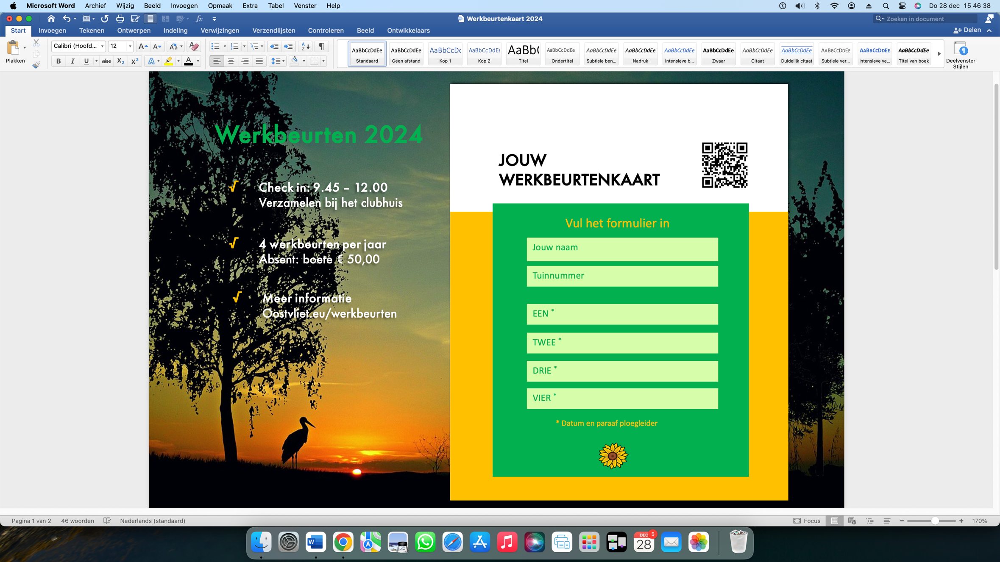 Microsoft Word Archief Wijzig Beeld Invoegen Opmaak Extra Tabel Venster Help Do 28 dec 15 46 38
Werkbeurtenkaart 2024 Zoeken in document
Start Invoegen Tekenen Ontwerpen Indeling Verwijzingen Verzendlijsten Controleren Beeld Ontwikkelaars Delen
Calibri (Hoofd... 12
AaBbCcDdEe AaBbCcDdEe AaBbCcDc AaBbCcDdEe AaBb( AaBbCcDdEe AaBbCcDdEe AaBbCcDdEe AaBbCcDdEe AaBbCcDdEe AaBbCcDdEe AaBbCcDdEe AaBbCcDdEe AaBbCcDdEe AaBbCcDdEe
Plakken Standaard Geen afstand Kop 1 Kop 2 Titel Ondertitel Subtiele ben... Nadruk Intensieve b... Zwaar Citaat Duidelijk citaat Subtiele ver... Intensieve ve... Titel van boek Deelvenster
Stijlen
Werkbeurten 2024
√ Check in: 9.45 – 12.00
Verzamelen bij het clubhuis
√ 4 werkbeurten per jaar
Absent: boete € 50,00
√ Meer informatie
Oostvliet.eu/werkbeurten
JOUW
WERKBEURTENKAART
Vul het formulier in
Jouw naam
Tuinnummer
EEN *
TWEE *
DRIE *
VIER *
* Datum en paraaf ploegleider
Pagina 1 van 2 46 woorden Nederlands (standaard) Focus 170%
DEC 5
28